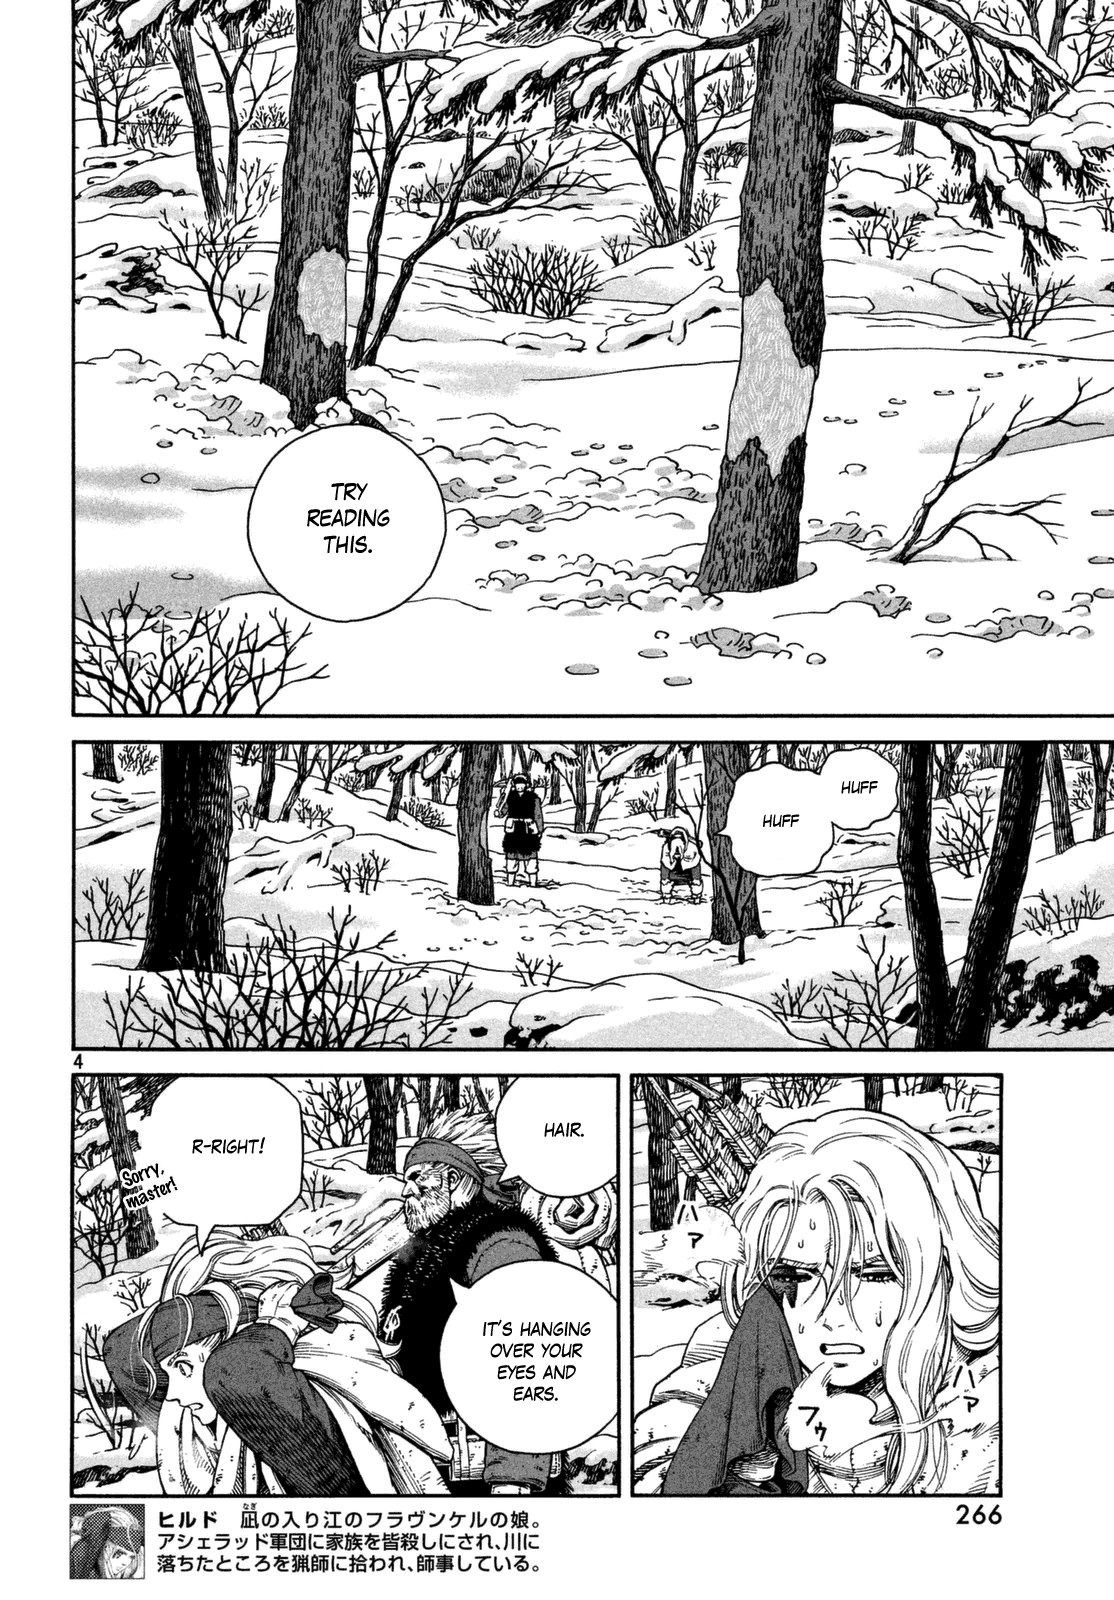 TRY
READING
THIS.
HUFF
HUFF
4
HAIR.
IT'S HANGING
OVER YOUR
EYES AND
EARS.
R-RIGHT!
Sorry,
master!
ハァ
ハァ
フゥ
ヒルド　凪の入り江のフラヴンケルの娘。
なぎ
アシェラッド軍団に家族を皆殺しにされ、川に
落ちたところを猟師に拾われ、師事している。
266